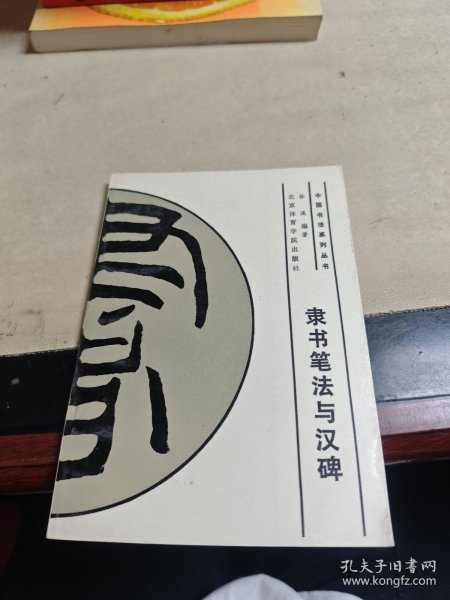 中国书法系列丛书
谷溪 编著
北京体育学院出版社
隶书笔法与汉碑
孔夫子旧书网
www.kongfz.com